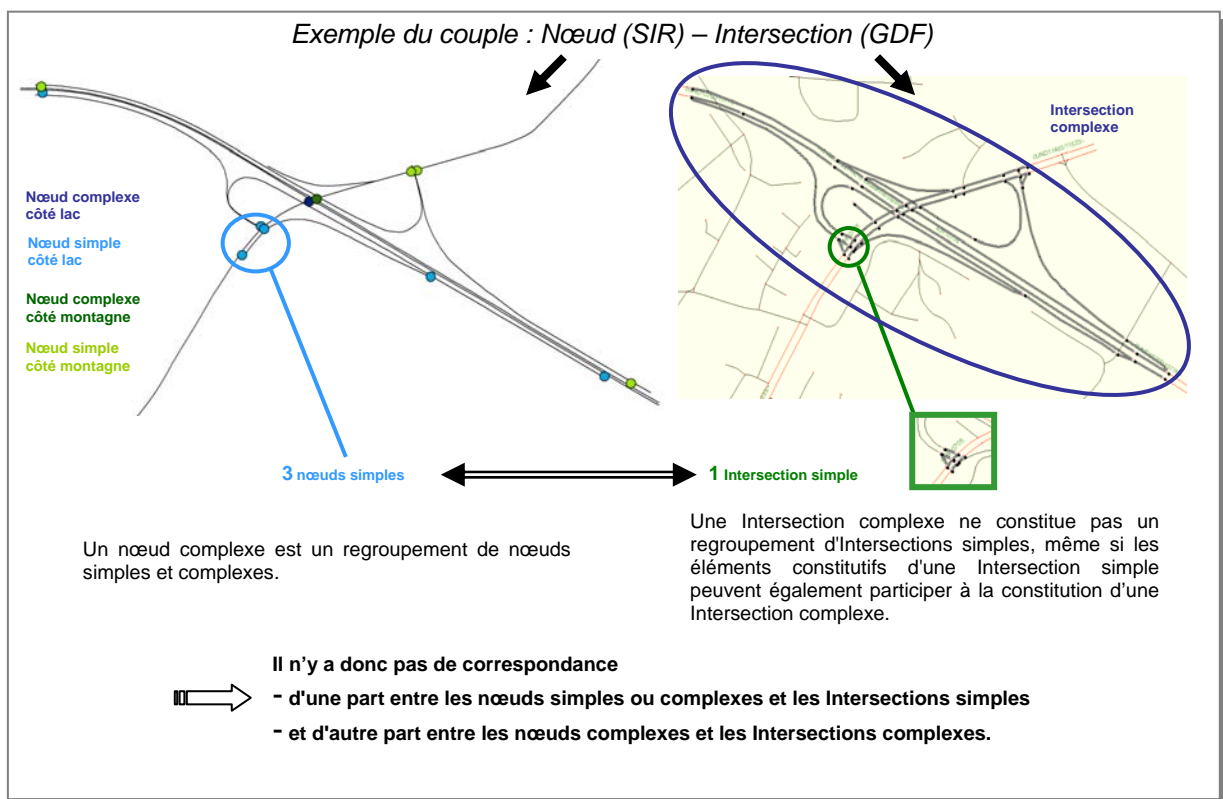 Exemple du couple : Nœud (SIR) – Intersection (GDF)
Nœud complexe
côté lac
Nœud simple
côté lac
Nœud complexe
côté montagne
Nœud simple
côté montagne
Intersection
complexe
3 nœuds simples
1 Intersection simple
Un nœud complexe est un regroupement de nœuds
simples et complexes.
Une Intersection complexe ne constitue pas un
regroupement d'Intersections simples, même si les
éléments constitutifs d'une Intersection simple
peuvent également participer à la constitution d'une
Intersection complexe.
Il n'y a donc pas de correspondance
- d'une part entre les nœuds simples ou complexes et les Intersections simples
- et d'autre part entre les nœuds complexes et les Intersections complexes.